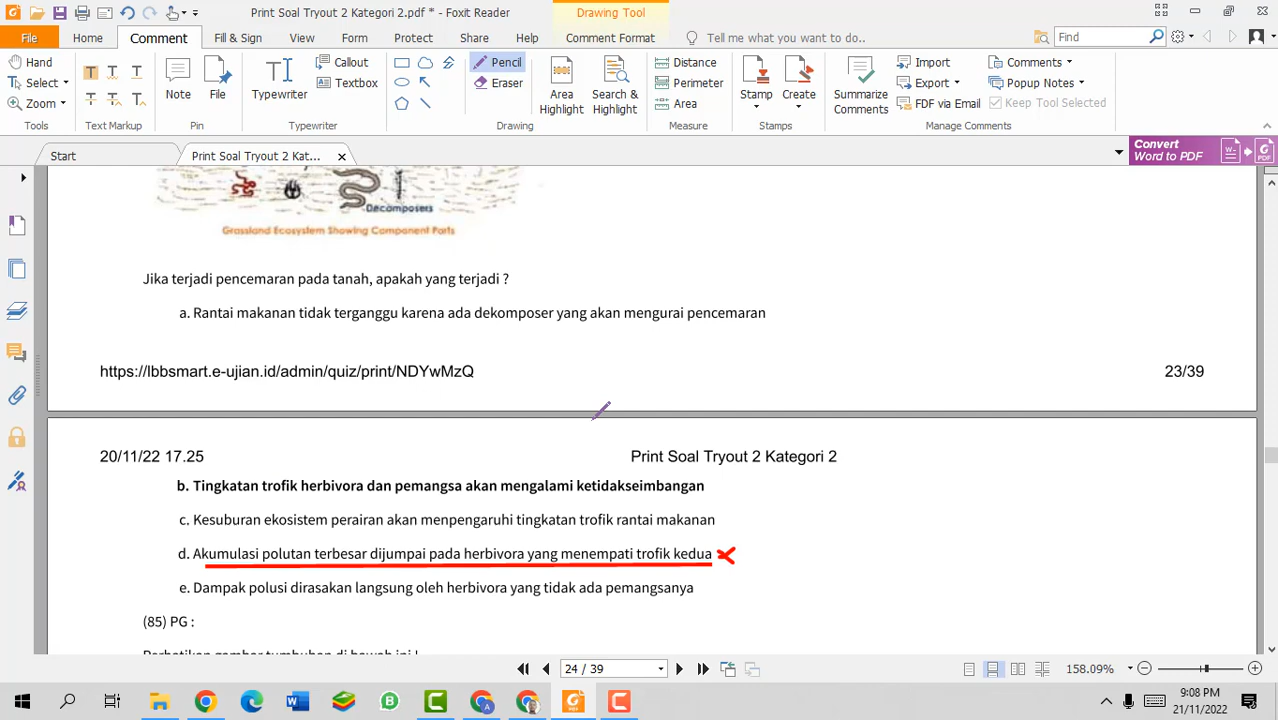 Print Soal Tryout 2 Kategori 2.pdf * - Foxit Reader
Drawing Tool
File
Home
Comment
Fill & Sign
View
Form
Protect
Share
Help
Comment Format
Tell me what you want to do..
Find
Hand
Select
Zoom
Tools
T T T
T T T
Text Markup
Note
File
Pin
Typewriter
Callout
Textbox
Typewriter
Pencil
Eraser
Drawing
Area Highlight
Search & Highlight
Distance
Perimeter
Area
Measure
Stamp
Create
Stamps
Summarize Comments
Import
Export
FDF via Email
Comments
Popup Notes
Keep Tool Selected
Manage Comments
Start
Print Soal Tryout 2 Kat...
Convert
Word to PDF
Decomposers
Grassland Ecosystem Showing Component Parts
Jika terjadi pencemaran pada tanah, apakah yang terjadi ?
a. Rantai makanan tidak terganggu karena ada dekomposer yang akan mengurai pencemaran
https://lbbsmart.e-ujian.id/admin/quiz/print/NDYwMzQ 23/39
20/11/22 17.25 Print Soal Tryout 2 Kategori 2
b. Tingkatan trofik herbivora dan pemangsa akan mengalami ketidakseimbangan
c. Kesuburan ekosistem perairan akan menpengaruhi tingkatan trofik rantai makanan
d. Akumulasi polutan terbesar dijumpai pada herbivora yang menempati trofik kedua
e. Dampak polusi dirasakan langsung oleh herbivora yang tidak ada pemangsanya
(85) PG :
Perhatikan gambar tumbuhan di bawah ini !
24 / 39
158.09%
9:08 PM
21/11/2022